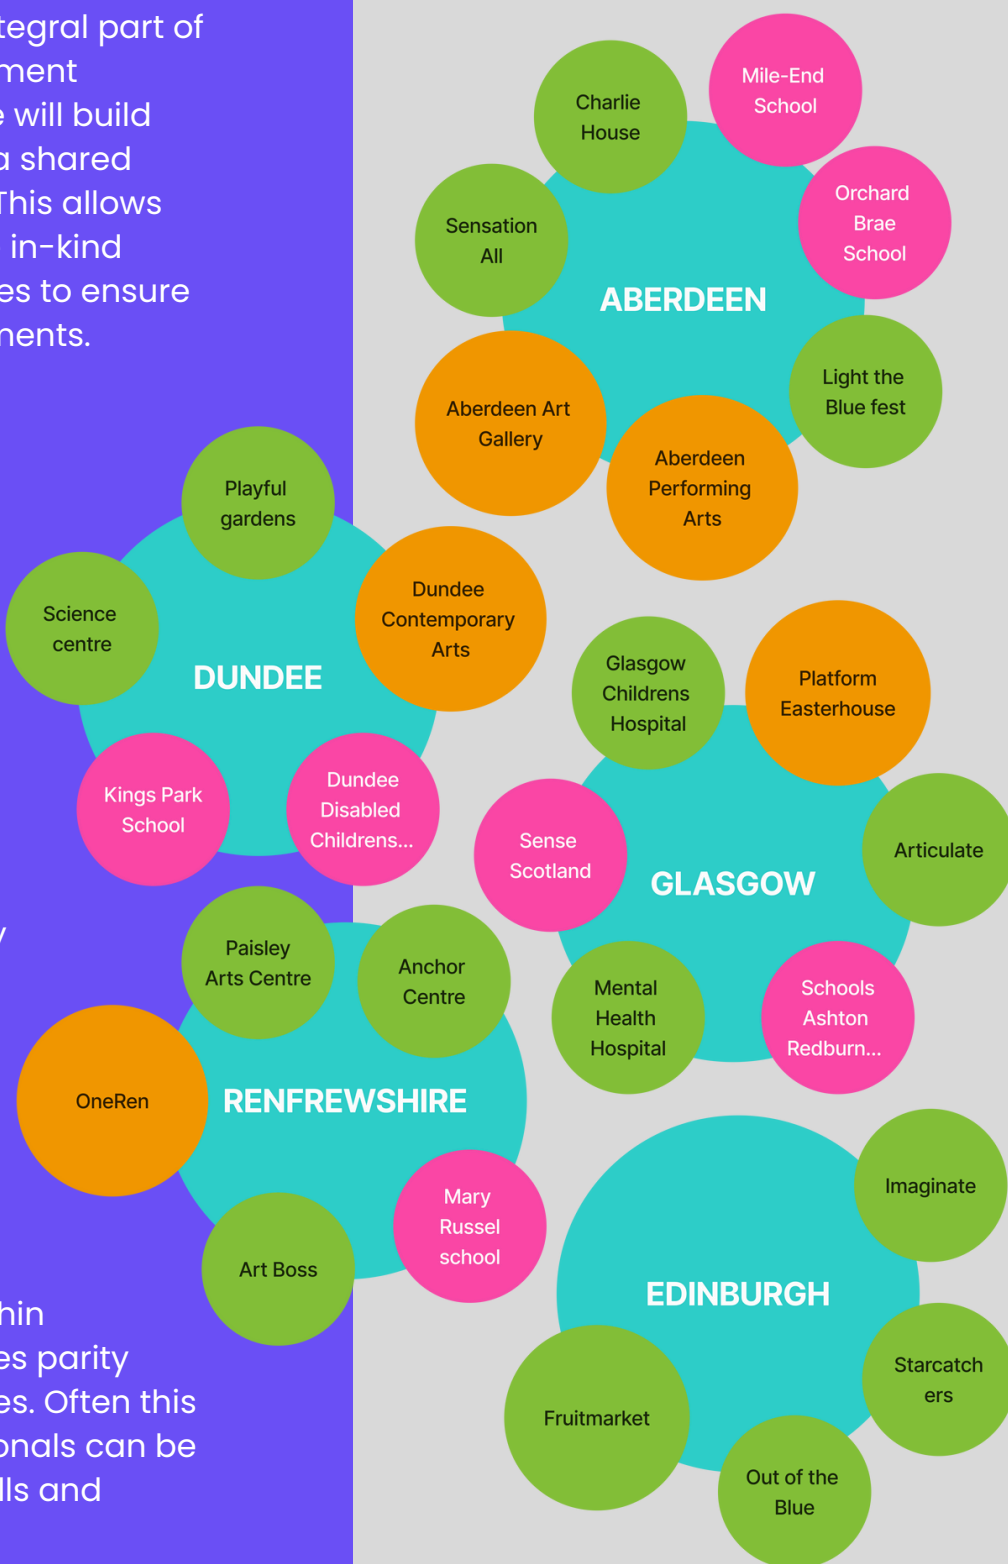 tegral part of
ment
e will build
a shared
This allows
in-kind
es to ensure
nents.
y
hin
es parity
es. Often this
onals can be
lls and
Charlie
House
Mile-End
School
Sensation
All
Orchard
Brae
School
ABERDEEN
Light the
Blue fest
Aberdeen Art
Gallery
Aberdeen
Performing
Arts
Playful
gardens
Science
centre
Dundee
Contemporary
Arts
DUNDEE
Kings Park
School
Dundee
Disabled
Childrens...
Glasgow
Childrens
Hospital
Platform
Easterhouse
Sense
Scotland
Articulate
GLASGOW
Mental
Health
Hospital
Schools
Ashton
Redburn...
Paisley
Arts Centre
Anchor
Centre
OneRen
RENFREWSHIRE
Mary
Russel
school
Art Boss
Imaginate
EDINBURGH
Starcatch
ers
Fruitmarket
Out of the
Blue